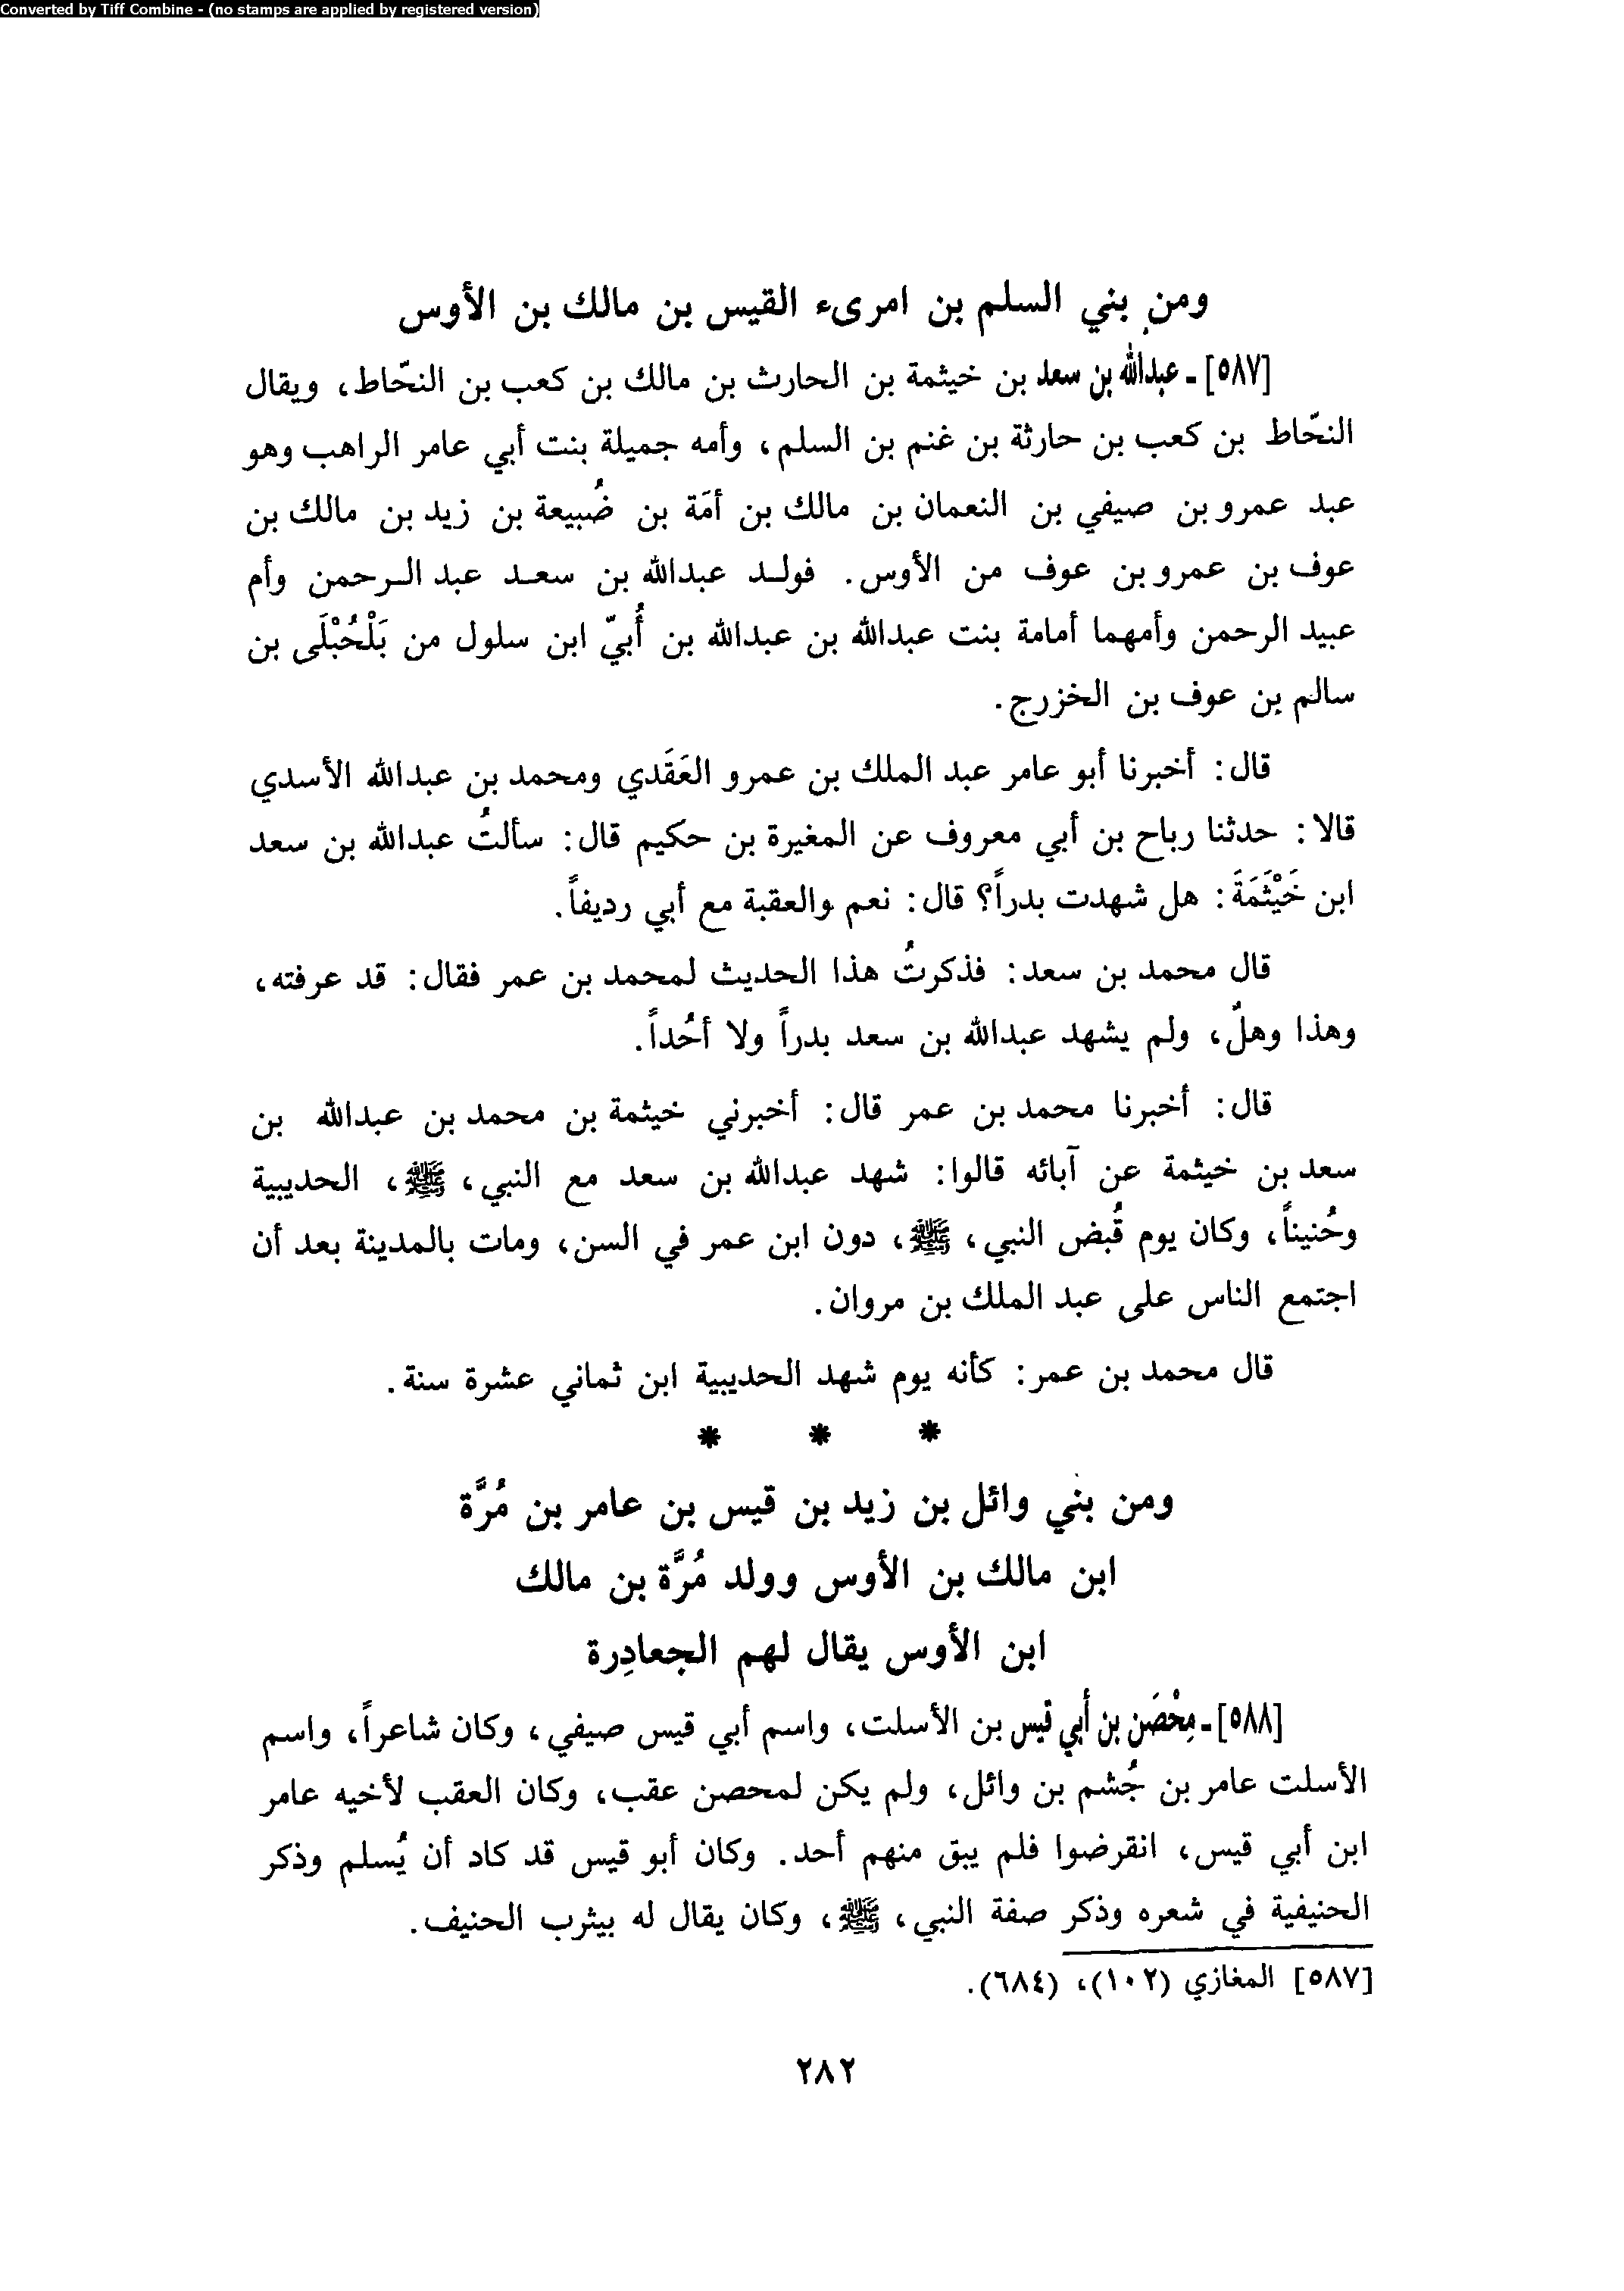 Converted by Tiff Combine - (no stamps are applied by registered version)
ومن بني السلم بن امرىء القيس بن مالك بن الأوس
[٥٨٧] ـ عبدالله بن سعد بن خيثمة بن الحارث بن مالك بن كعب بن النحّاط، ويقال
النحّاط بن كعب بن حارثة بن غنم بن السلم، وأمه جميلة بنت أبي عامر الراهب وهو
عبد عمرو بن صيفي بن النعمان بن مالك بن أمَة بن ضُبيعة بن زيد بن مالك بن
عوف بن عمرو بن عوف من الأوس. فولد عبدالله بن سعد عبد الرحمن وأم
عبيد الرحمن وأمهما أمامة بنت عبدالله بن عبدالله بن أُبيّ ابن سلول من بَلْحُبْلَى بن
سالم بن عوف بن الخزرج.
قال: أخبرنا أبو عامر عبد الملك بن عمرو العَقَدي ومحمد بن عبدالله الأسدي
قالا: حدثنا رباح بن أبي معروف عن المغيرة بن حكيم قال: سألتُ عبدالله بن سعد
ابن خَيْثَمَةَ: هل شهدت بدراً؟ قال: نعم والعقبة مع أبي رديفاً.
قال محمد بن سعد: فذكرتُ هذا الحديث لمحمد بن عمر فقال: قد عرفته،
وهذا وهلٌ، ولم يشهد عبدالله بن سعد بدراً ولا أُحُداً.
قال: أخبرنا محمد بن عمر قال: أخبرني خيثمة بن محمد بن عبدالله بن
سعد بن خيثمة عن آبائه قالوا: شهد عبدالله بن سعد مع النبي، ﷺ، الحديبية
وحُنيناً، وكان يوم قُبض النبي، ﷺ، دون ابن عمر في السن، ومات بالمدينة بعد أن
اجتمع الناس على عبد الملك بن مروان.
قال محمد بن عمر: كأنه يوم شهد الحديبية ابن ثماني عشرة سنة.
* * *
ومن بني وائل بن زيد بن قيس بن عامر بن مُرَّة
ابن مالك بن الأوس وولد مُرَّة بن مالك
ابن الأوس يقال لهم الجعادِرة
[٥٨٨] ـ مِحْصَن بن أبي قيس بن الأسلت، واسم أبي قيس صيفي، وكان شاعراً، واسم
الأسلت عامر بن جُشم بن وائل، ولم يكن لمحصن عقب، وكان العقب لأخيه عامر
ابن أبي قيس، انقرضوا فلم يبق منهم أحد. وكان أبو قيس قد كاد أن يُسلم وذكر
الحنيفية في شعره وذكر صفة النبي، ﷺ، وكان يقال له بيثرب الحنيف.
[٥٨٧] المغازي (١٠٢)، (٦٨٤).
٢٨٢